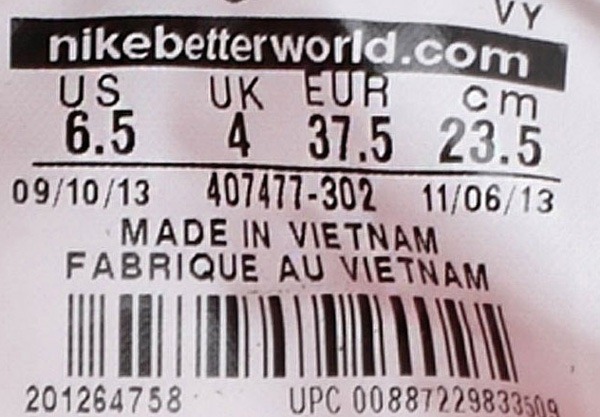 VY
nikebetterworld.com
US UK EUR cm
6.5 4 37.5 23.5
09/10/13 407477-302 11/06/13
MADE IN VIETNAM
FABRIQUE AU VIETNAM
201264758 UPC 00887229833509